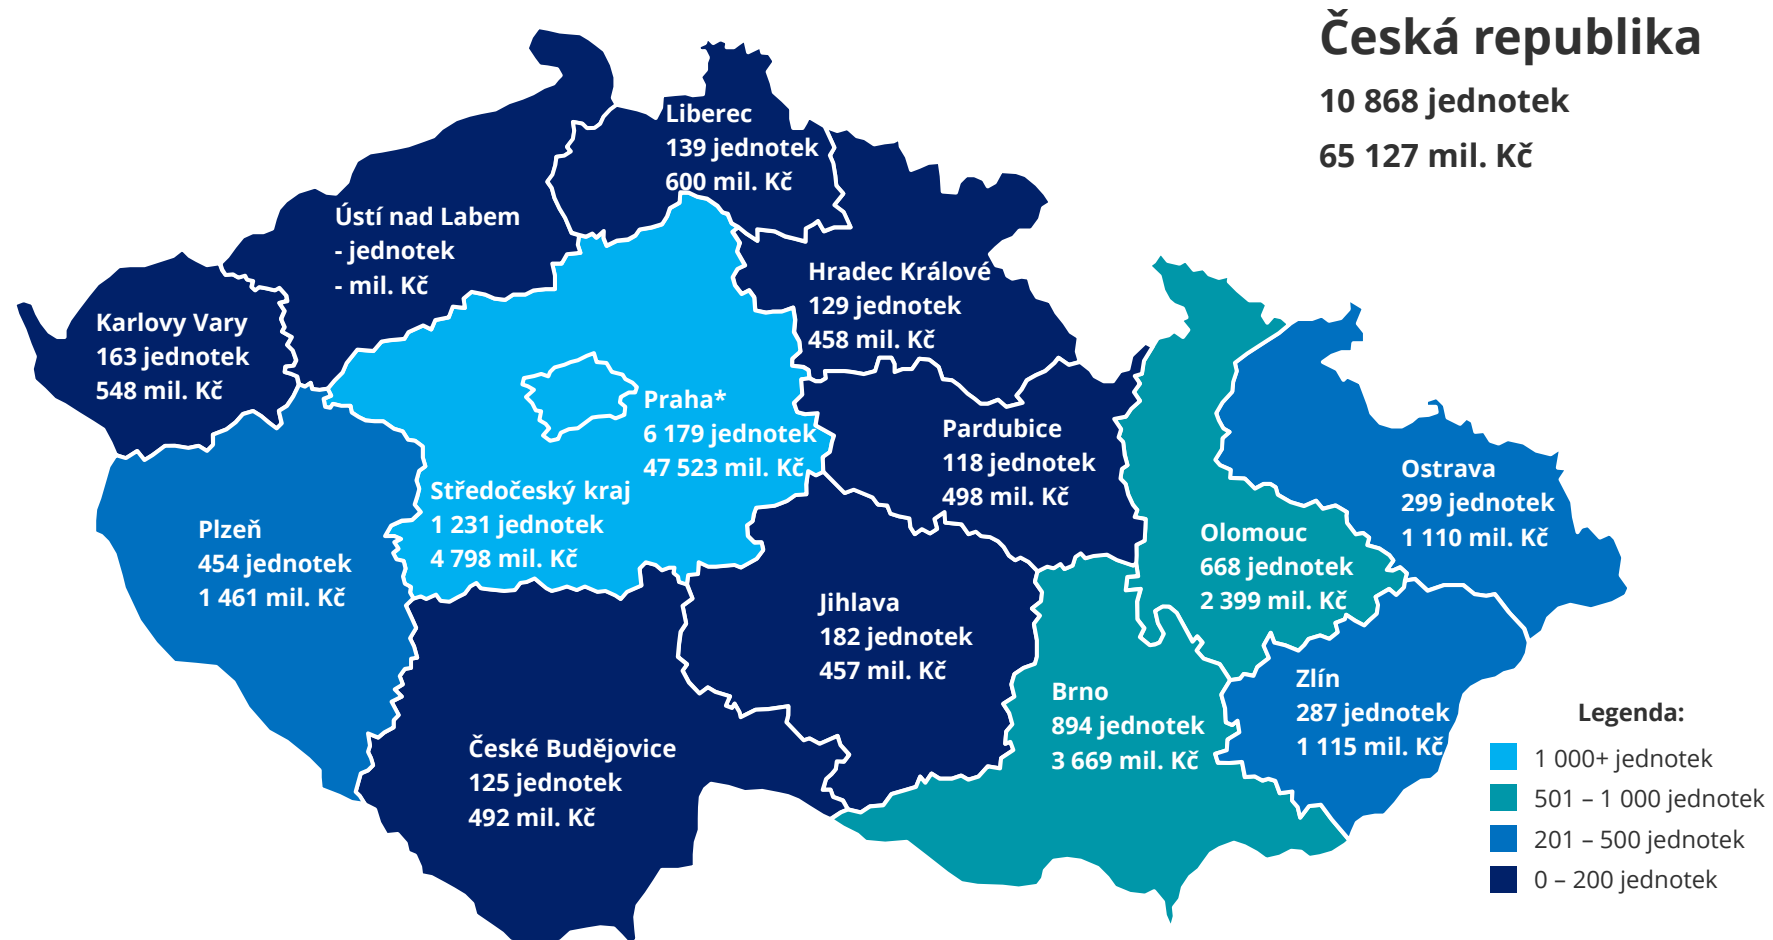 Česká republika
10 868 jednotek
65 127 mil. Kč
Liberec
139 jednotek
600 mil. Kč
Ústí nad Labem
- jednotek
- mil. Kč
Hradec Králové
129 jednotek
458 mil. Kč
Karlovy Vary
163 jednotek
548 mil. Kč
Praha*
6 179 jednotek
47 523 mil. Kč
Pardubice
118 jednotek
498 mil. Kč
Ostrava
299 jednotek
1 110 mil. Kč
Středočeský kraj
1 231 jednotek
4 798 mil. Kč
Plzeň
454 jednotek
1 461 mil. Kč
Olomouc
668 jednotek
2 399 mil. Kč
Jihlava
182 jednotek
457 mil. Kč
Zlín
287 jednotek
1 115 mil. Kč
Brno
894 jednotek
3 669 mil. Kč
České Budějovice
125 jednotek
492 mil. Kč
Legenda:
1 000+ jednotek
501 – 1 000 jednotek
201 – 500 jednotek
0 – 200 jednotek